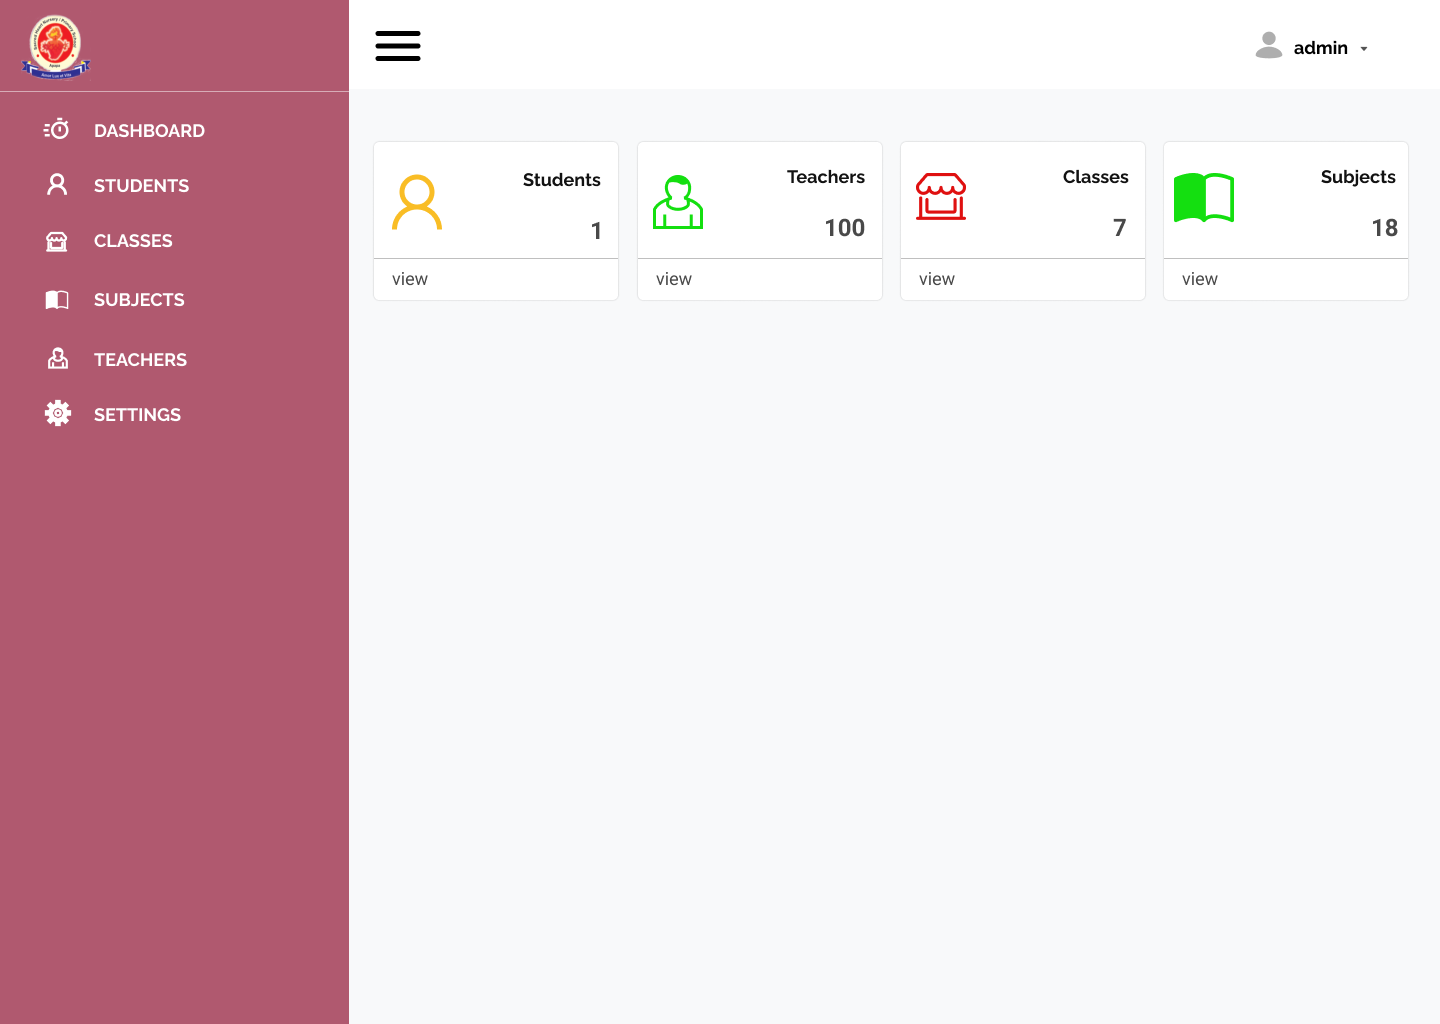 admin
DASHBOARD
STUDENTS
CLASSES
SUBJECTS
TEACHERS
SETTINGS
Students
1
view
Teachers
100
view
Classes
7
view
Subjects
18
view